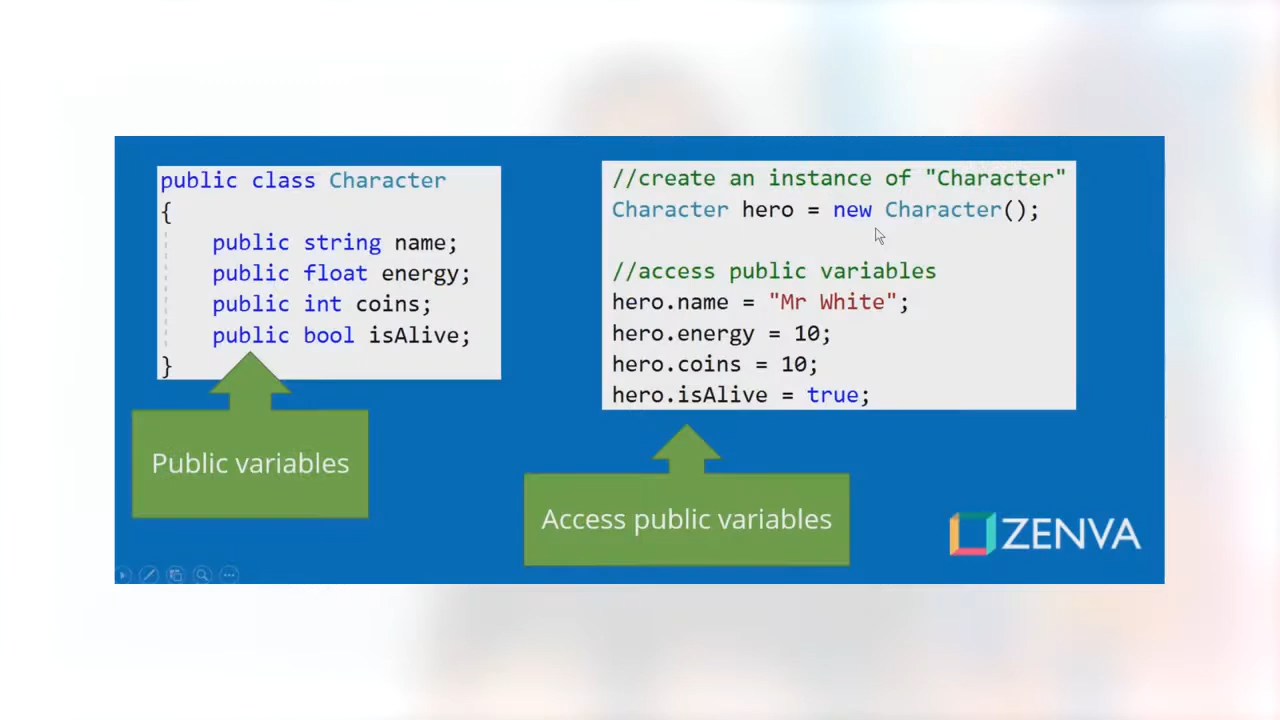 public class Character
{
public string name;
public float energy;
public int coins;
public bool isAlive;
}
Public variables
//create an instance of "Character"
Character hero = new Character();
//access public variables
hero.name = "Mr White";
hero.energy = 10;
hero.coins = 10;
hero.isAlive = true;
Access public variables
ZENVA